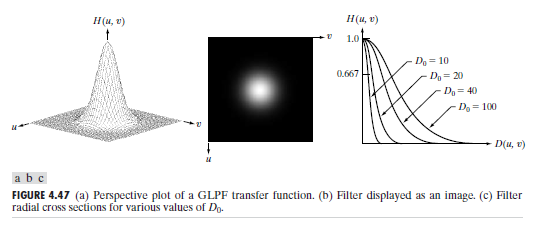 H(u, v)
u
v
v
u
H(u, v)
1.0
0.667
D0 = 10
D0 = 20
D0 = 40
D0 = 100
D(u, v)
a b c
FIGURE 4.47 (a) Perspective plot of a GLPF transfer function. (b) Filter displayed as an image. (c) Filter
radial cross sections for various values of D0.